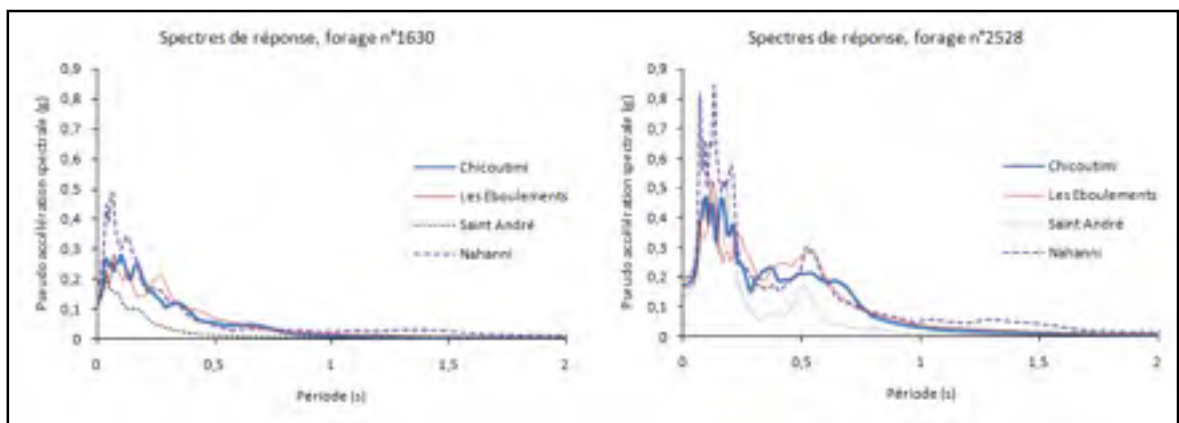 Spectres de réponse, forage n°1630
Pseudo accélération spectrale (g)
0,9
0,8
0,7
0,6
0,5
0,4
0,3
0,2
0,1
0
0
0,5
1
1,5
2
Période (s)
Chicoutimi
Les Eboulements
Saint André
Nahanni
Spectres de réponse, forage n°2528
Pseudo accélération spectrale (g)
0,9
0,8
0,7
0,6
0,5
0,4
0,3
0,2
0,1
0
0
0,5
1
1,5
2
Période (s)
Chicoutimi
Les Eboulements
Saint André
Nahanni